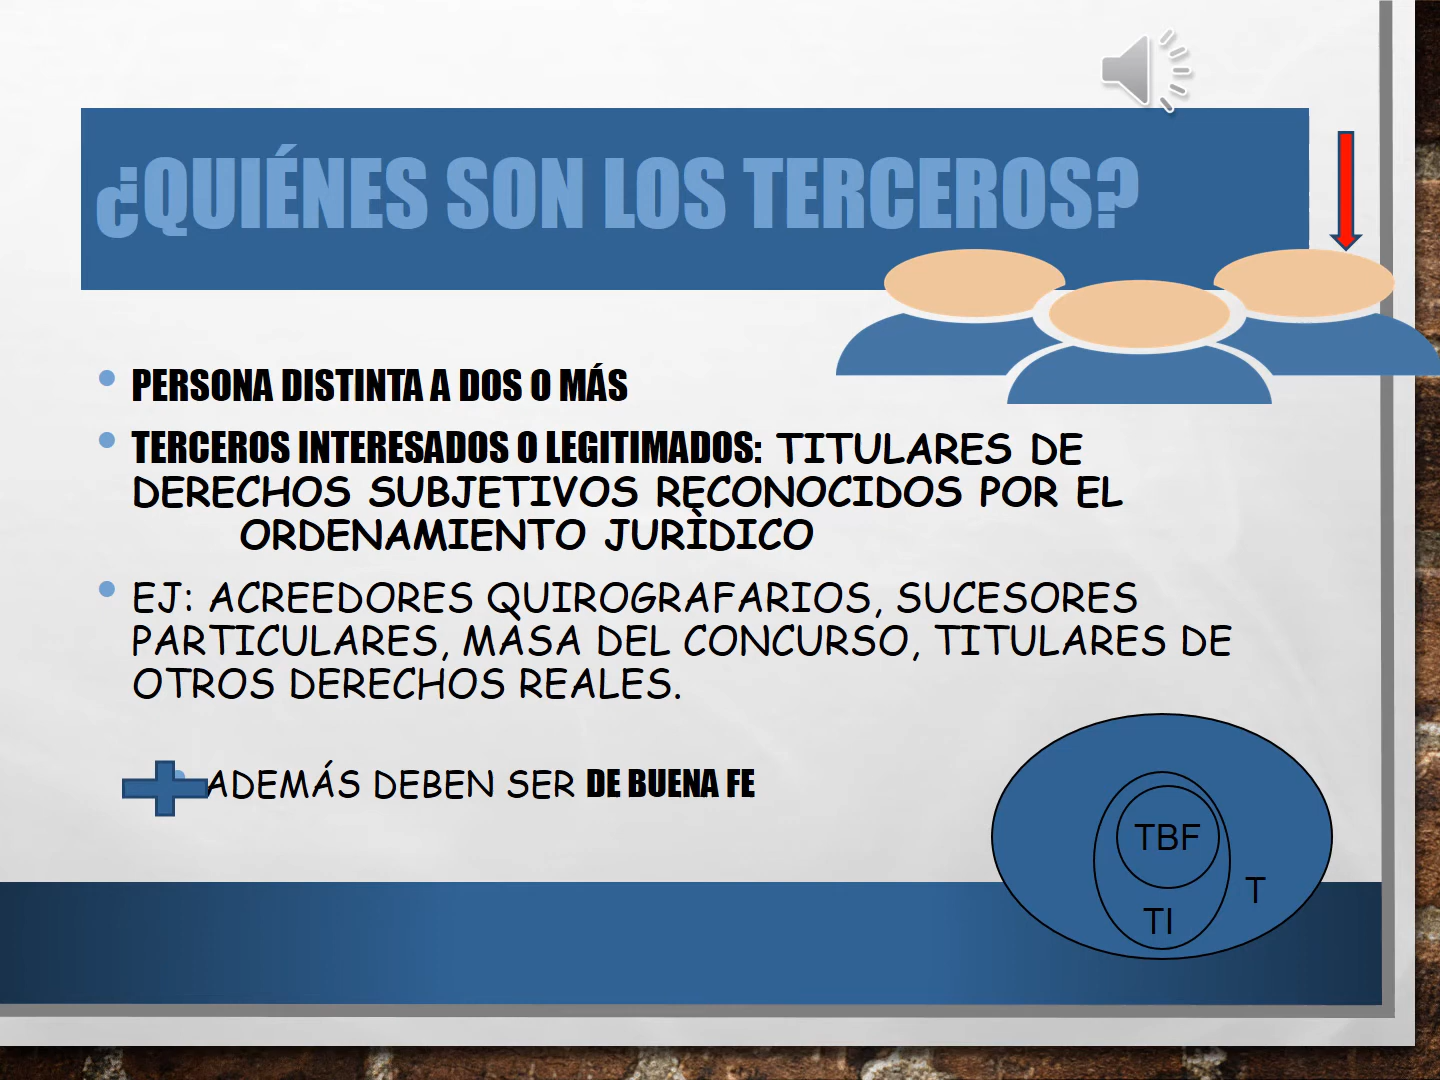 ¿QUIÉNES SON LOS TERCEROS?
PERSONA DISTINTA A DOS O MÁS
TERCEROS INTERESADOS O LEGITIMADOS: TITULARES DE
DERECHOS SUBJETIVOS RECONOCIDOS POR EL
ORDENAMIENTO JURÌDICO
EJ: ACREEDORES QUIROGRAFARIOS, SUCESORES
PARTICULARES, MASA DEL CONCURSO, TITULARES DE
OTROS DERECHOS REALES.
ADEMÁS DEBEN SER DE BUENA FE
TBF
T
TI